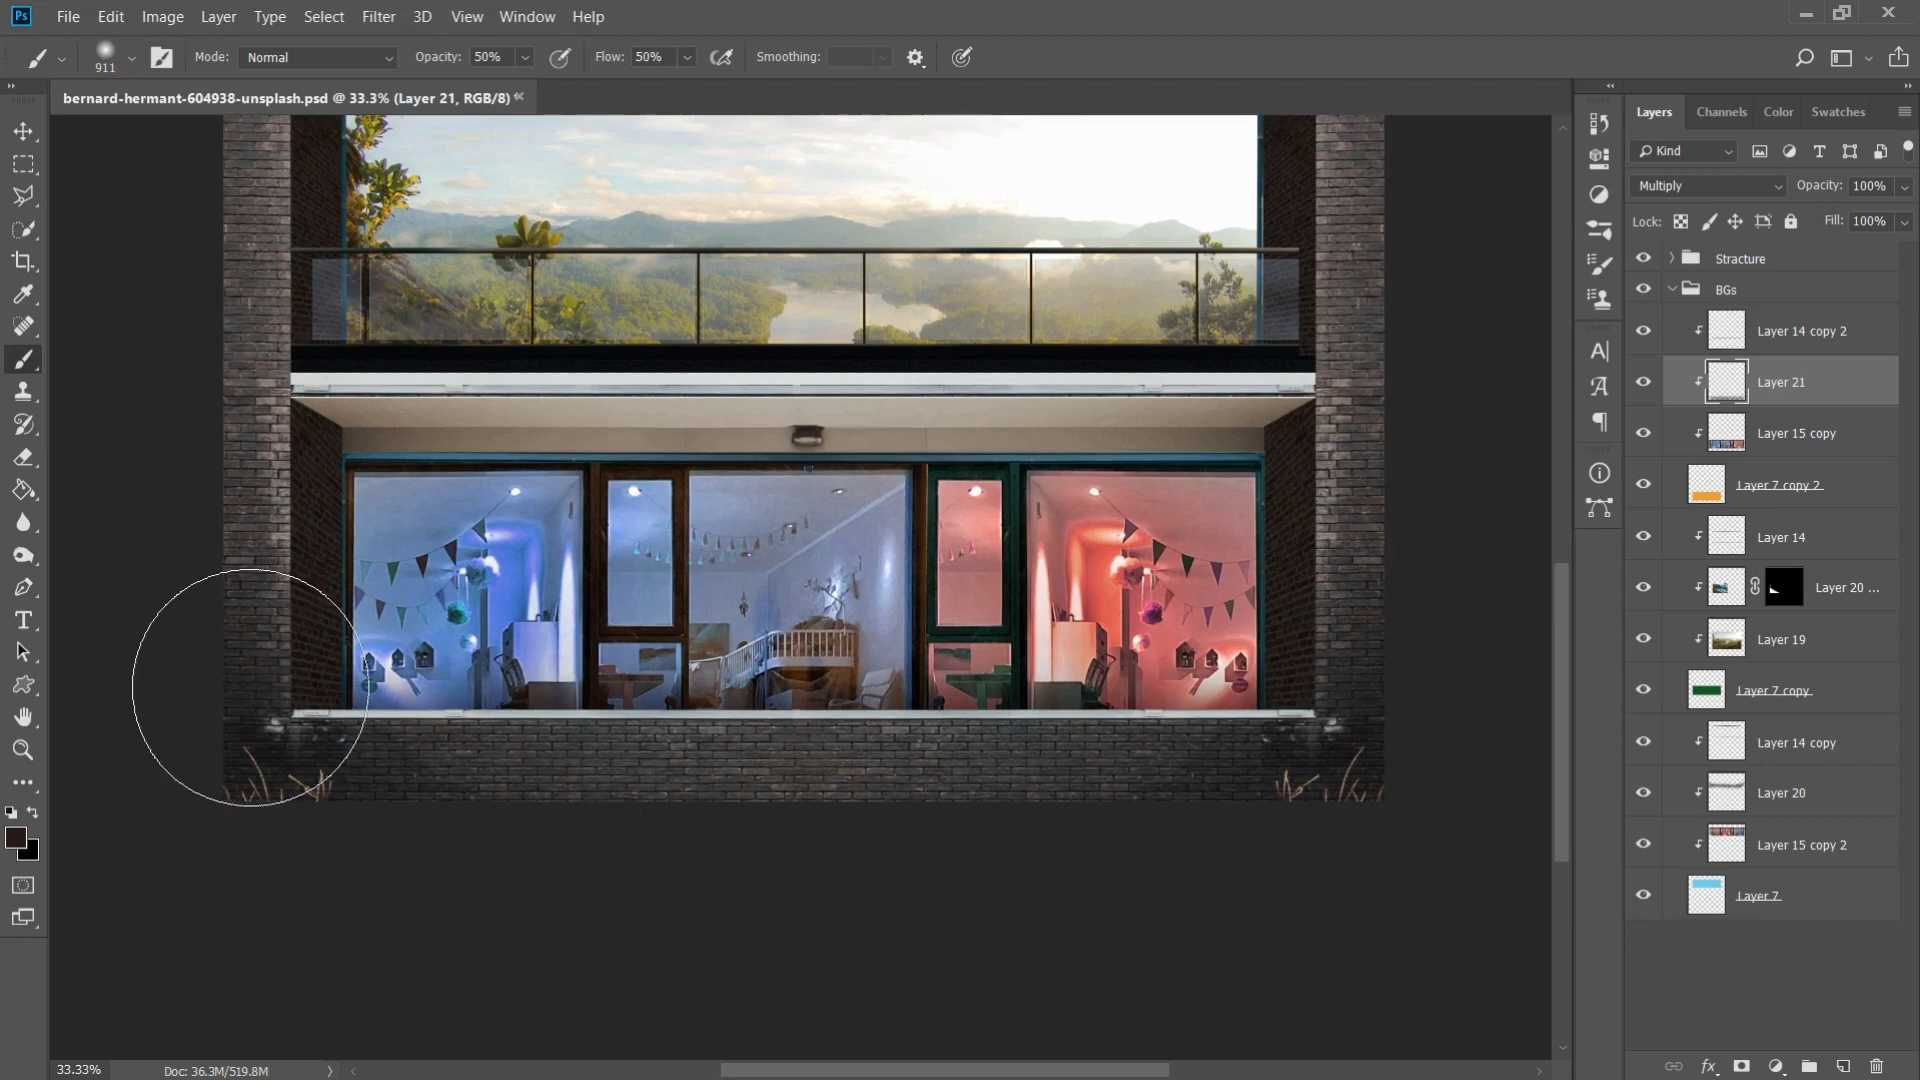 Ps File Edit Image Layer Type Select Filter 3D View Window Help
911 Mode: Normal Opacity: 50% Flow: 50% Smoothing:
bernard-hermant-604938-unsplash.psd @ 33.3% (Layer 21, RGB/8) *
Layers Channels Color Swatches
Kind
Multiply Opacity: 100%
Lock: Fill: 100%
Stracture
BGs
Layer 14 copy 2
Layer 21
Layer 15 copy
Layer 7 copy 2
Layer 14
Layer 20 ...
Layer 19
Layer 7 copy
Layer 14 copy
Layer 20
Layer 15 copy 2
Layer 7
33.33% Doc: 36.3M/519.8M